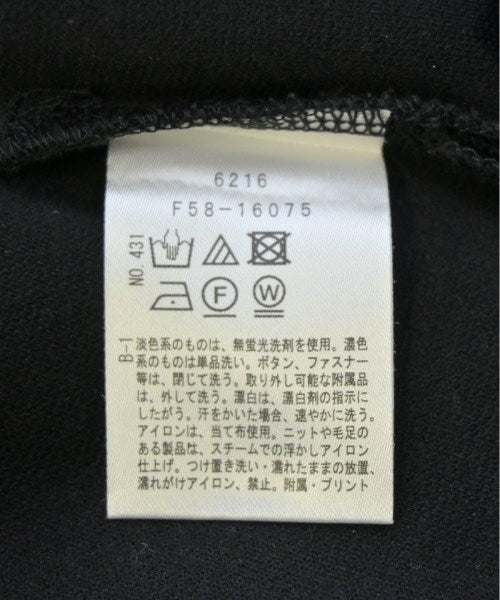 6216
F58-16075
NO. 431
F
W
B-1
淡色系のものは、無蛍光洗剤を使用。濃色
系のものは単品洗い。ボタン、ファスナー
等は、閉じて洗う。取り外し可能な附属品
は、外して洗う。漂白は、漂白剤の指示に
したがう。汗をかいた場合、速やかに洗う。
アイロンは、当て布使用。ニットや毛足の
ある製品は、スチームでの浮かしアイロン
仕上げ。つけ置き洗い・濡れたままの放置、
濡れがけアイロン、禁止。附属・プリント